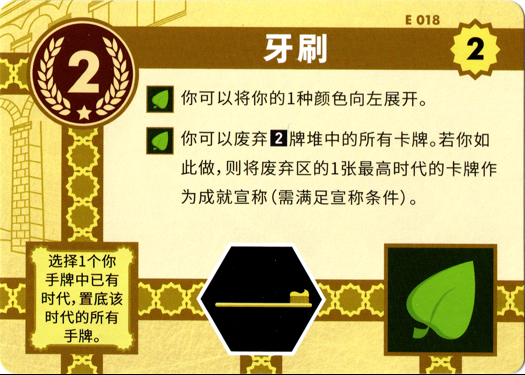 E 018
牙刷
2
2
你可以将你的1种颜色向左展开。
你可以废弃2牌堆中的所有卡牌。若你如
此做，则将废弃区的1张最高时代的卡牌作
为成就宣称（需满足宣称条件）。
选择1个你
手牌中已有
时代，置底该
时代的所有
手牌。